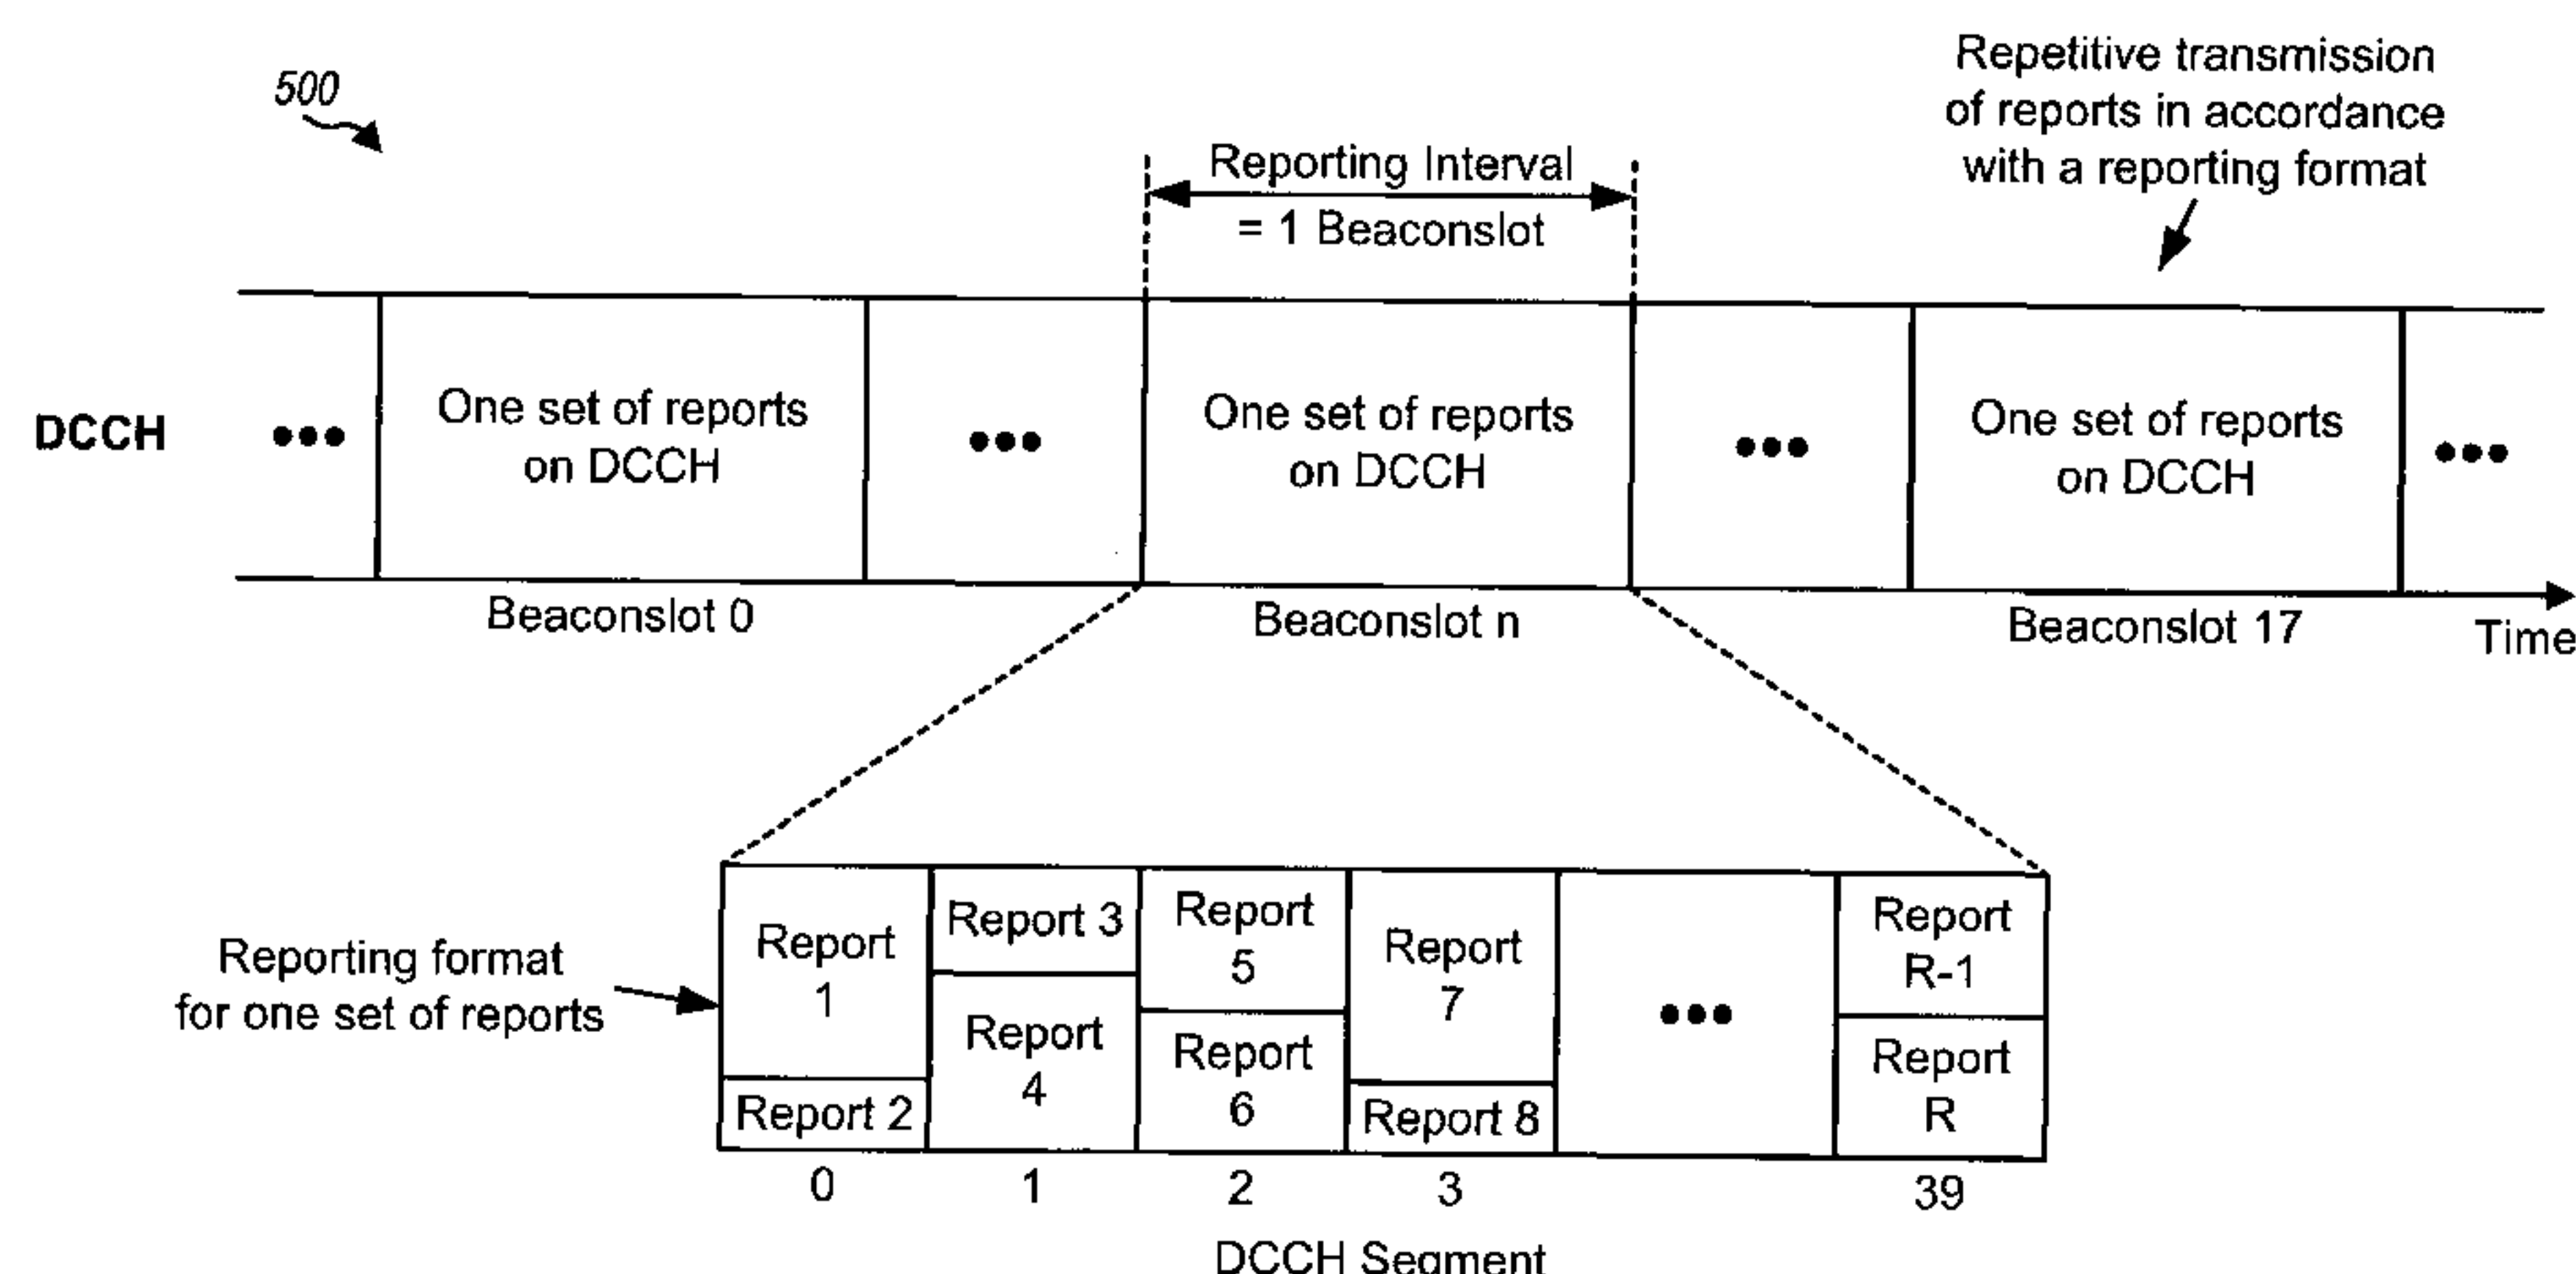 500
Repetitive transmission
of reports in accordance
with a reporting format
Reporting Interval
= 1 Beaconslot
DCCH
•••
One set of reports
on DCCH
•••
One set of reports
on DCCH
•••
One set of reports
on DCCH
•••
Beaconslot 0
Beaconslot n
Beaconslot 17
Time
Reporting format
for one set of reports
Report
1
Report 2
Report 3
Report
4
Report
5
Report
6
Report
7
Report 8
•••
Report
R-1
Report
R
0
1
2
3
39
DCCH Segment